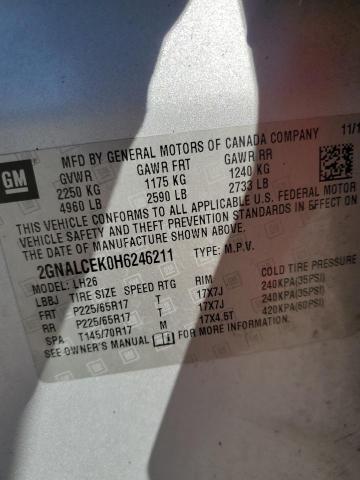 GM
MFD BY GENERAL MOTORS OF CANADA COMPANY 11/1
GVWR GAWR FRT GAWR RR
2250 KG 1175 KG 1240 KG
4960 LB 2590 LB 2733 LB
THIS VEHICLE CONFORMS TO ALL APPLICABLE U.S. FEDERAL MOTOR
VEHICLE SAFETY AND THEFT PREVENTION STANDARDS IN EFFECT ON
THE DATE OF MANUFACTURE SHOWN ABOVE.
2GNALCEK0H6246211 TYPE: M.P.V.
MODEL: LH26
LBBJ TIRE SIZE SPEED RTG RIM COLD TIRE PRESSURE
FRT P225/65R17 T 17X7J 240KPA(35PSI)
RR P225/65R17 T 17X7J 240KPA(35PSI)
SPA T145/70R17 M 17X4.5T 420KPA(60PSI)
SEE OWNER'S MANUAL